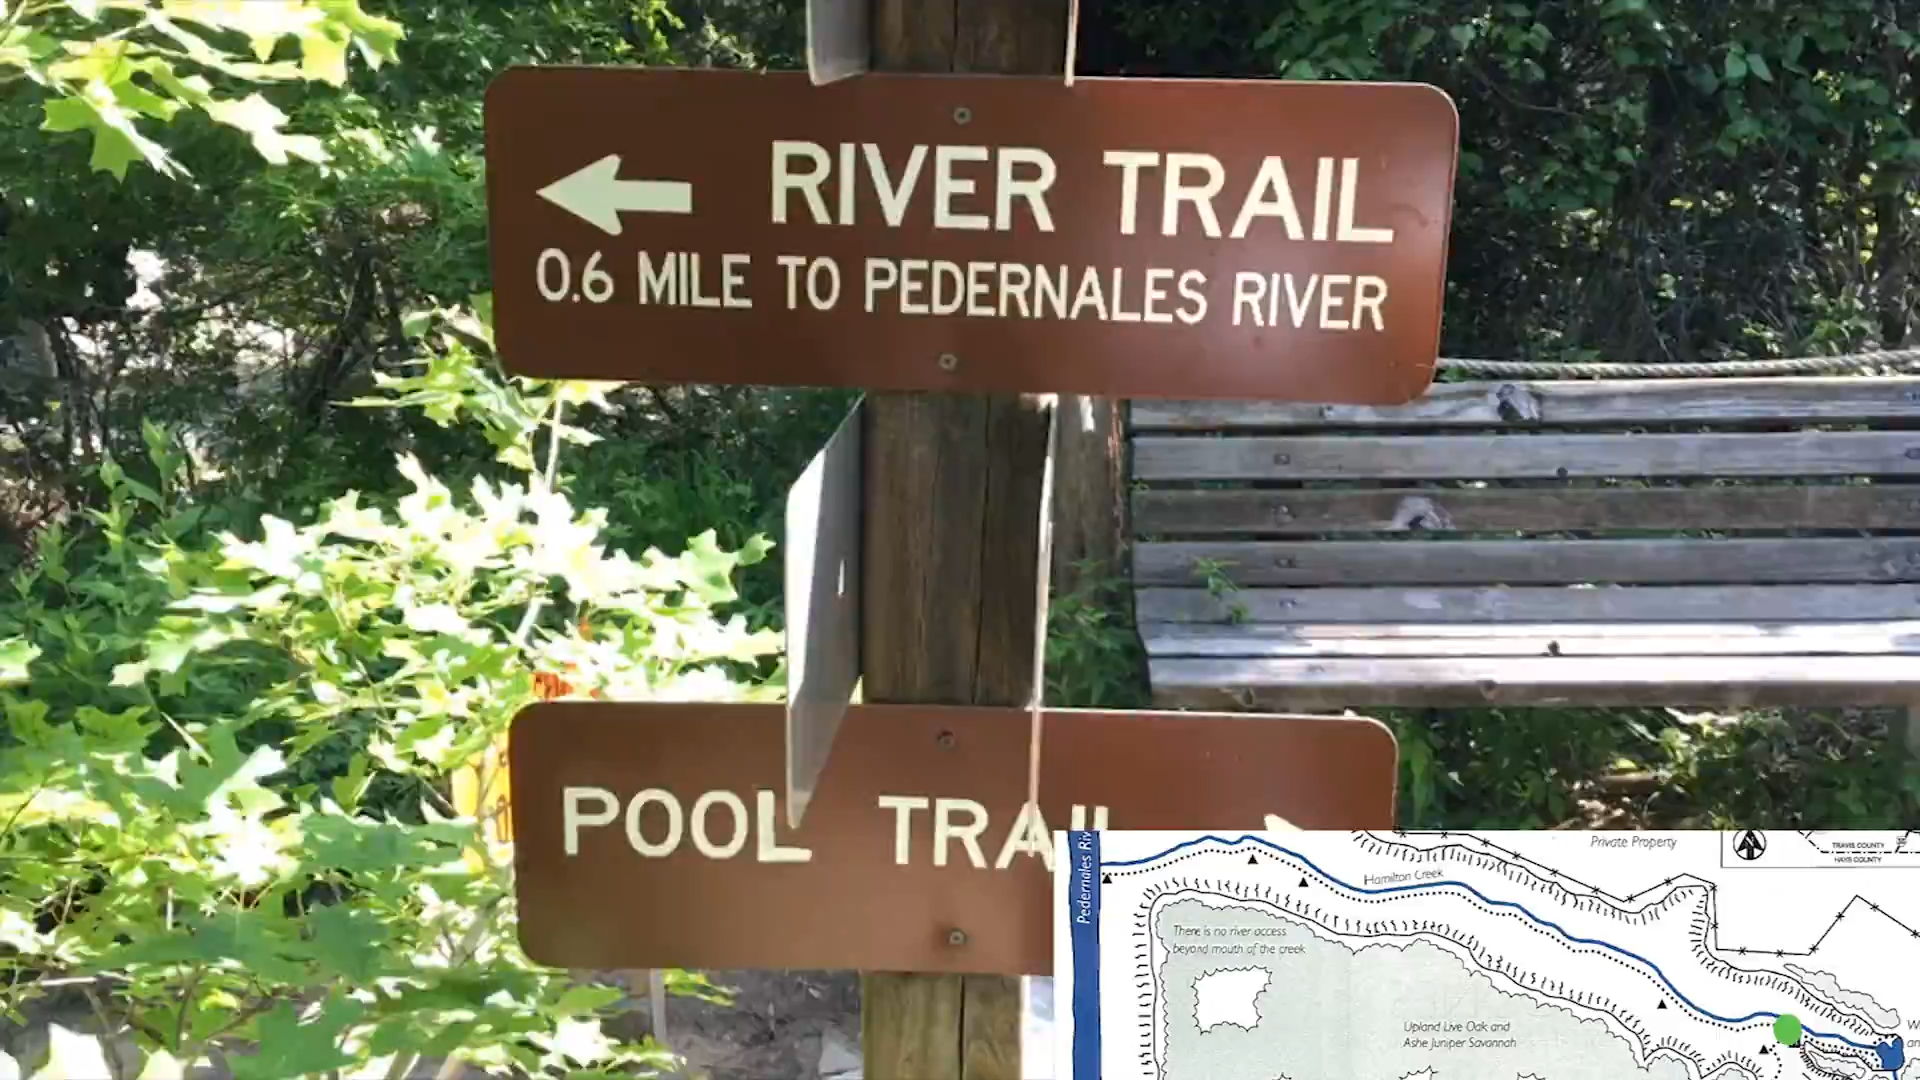 RIVER TRAIL
0.6 MILE TO PEDERNALES RIVER
POOL TRAIL
Private Property
TRAVIS COUNTY
HAYS COUNTY
Hamilton Creek
There is no river access
beyond mouth of the creek
Upland Live Oak and
Ashe Juniper Savannah
Pedernales Riv